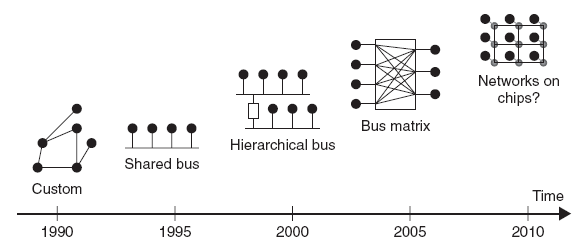 Networks on
chips?
Bus matrix
Hierarchical bus
Shared bus
Custom
Time
1990
1995
2000
2005
2010